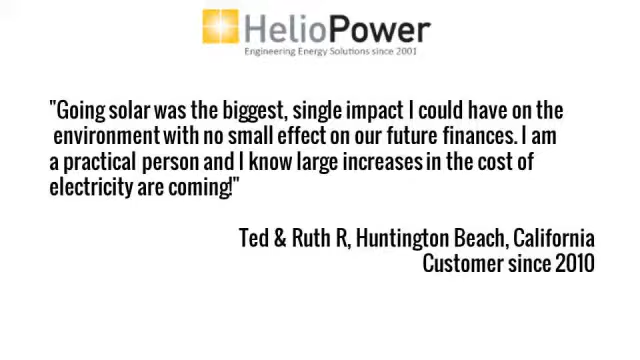 HelioPower
Engineering Energy Solutions since 2001
"Going solar was the biggest, single impact I could have on the
environment with no small effect on our future finances. I am
a practical person and I know large increases in the cost of
electricity are coming!"
Ted & Ruth R, Huntington Beach, California
Customer since 2010